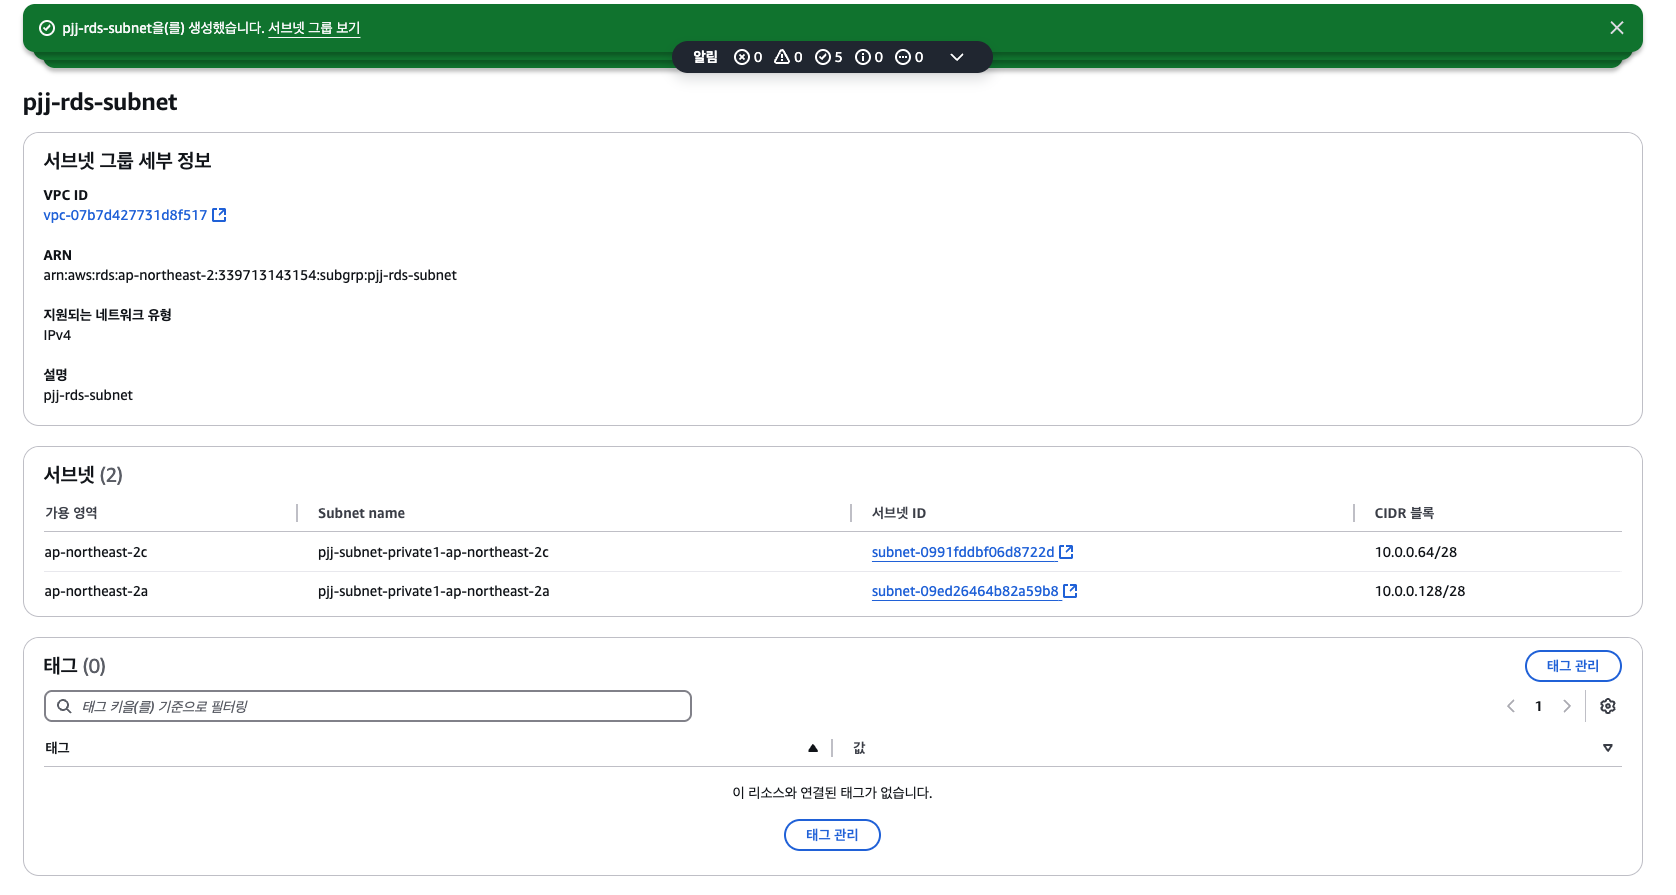 pjj-rds-subnet을(를) 생성했습니다. 서브넷 그룹 보기
알림 0 0 5 0 0
pjj-rds-subnet
서브넷 그룹 세부 정보
VPC ID
vpc-07b7d427731d8f517
ARN
arn:aws:rds:ap-northeast-2:339713143154:subgrp:pjj-rds-subnet
지원되는 네트워크 유형
IPv4
설명
pjj-rds-subnet
서브넷 (2)
가용 영역 Subnet name 서브넷 ID CIDR 블록
ap-northeast-2c pjj-subnet-private1-ap-northeast-2c subnet-0991fddbf06d8722d 10.0.0.64/28
ap-northeast-2a pjj-subnet-private1-ap-northeast-2a subnet-09ed26464b82a59b8 10.0.0.128/28
태그 (0) 태그 관리
태그 키을(를) 기준으로 필터링 1
태그 값
이 리소스와 연결된 태그가 없습니다.
태그 관리